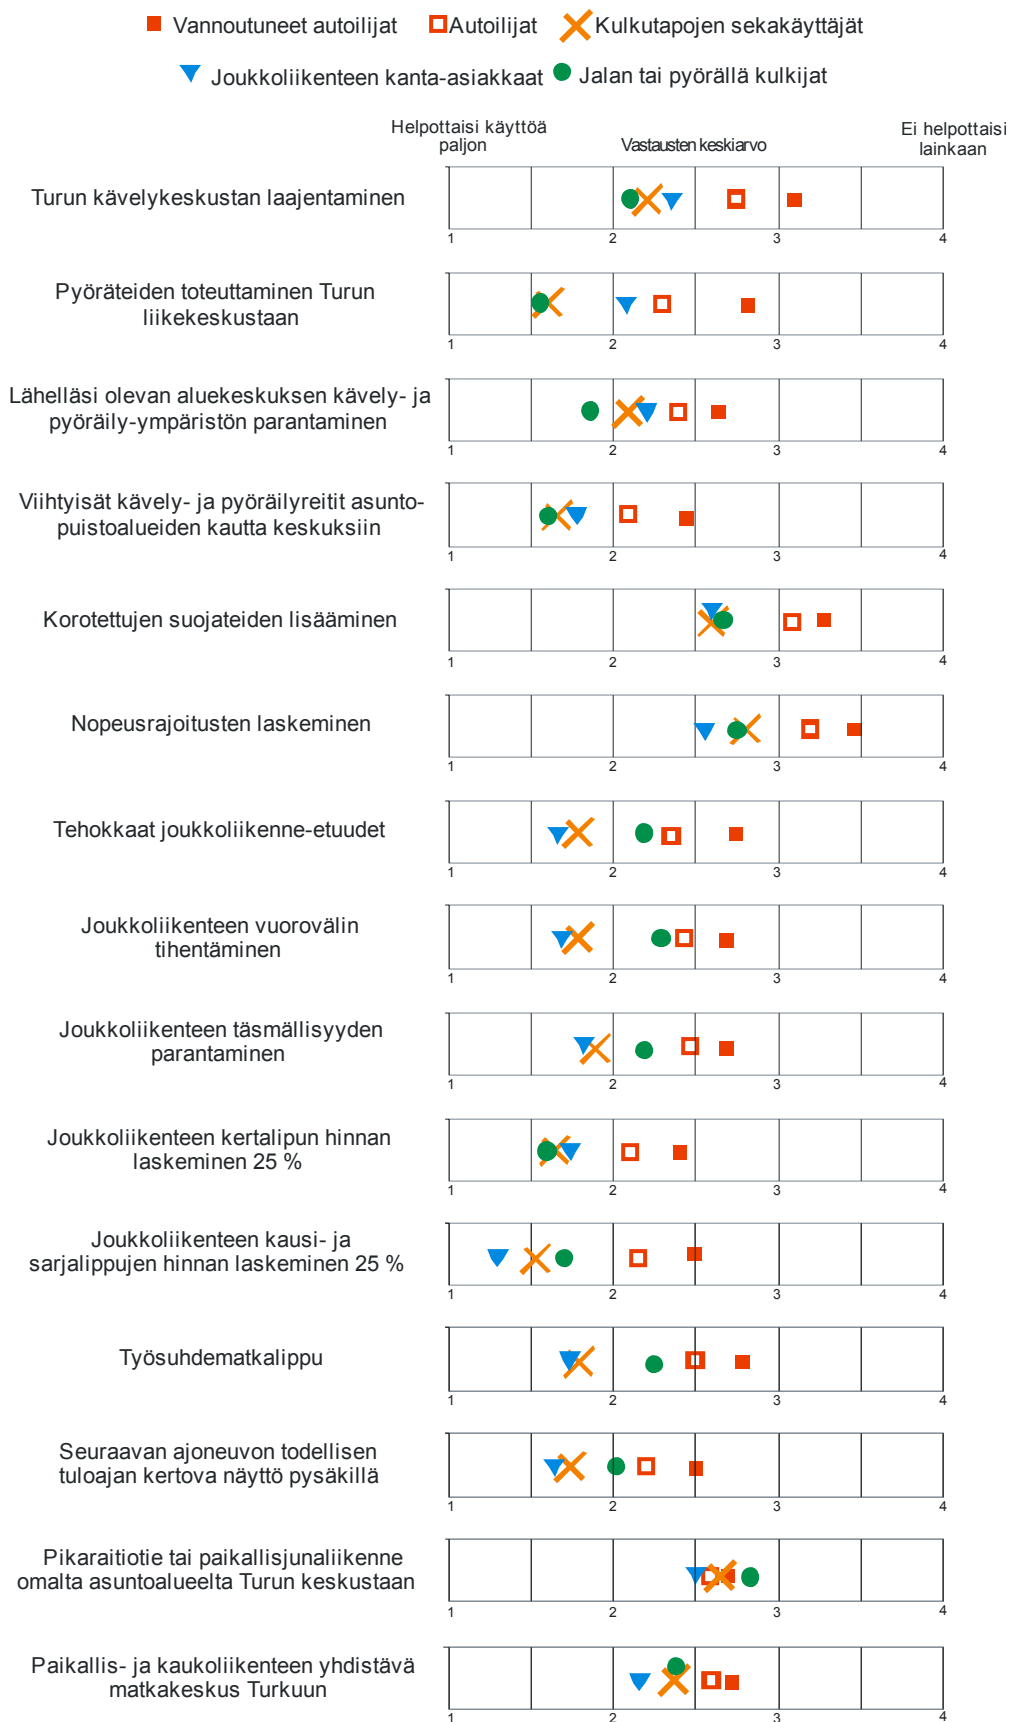 Vannoutuneet autoilijat Autoilijat Kulkutapojen sekakäyttäjät
Joukkoliikenteen kanta-asiakkaat Jalan tai pyörällä kulkijat
Helpottaisi käyttöä
paljon
Vastausten keskiarvo
Ei helpottaisi
lainkaan
Turun kävelykeskustan laajentaminen
1 2 3 4
Pyöräteiden toteuttaminen Turun
liikekeskustaan
1 2 3 4
Lähelläsi olevan aluekeskuksen kävely- ja
pyöräily-ympäristön parantaminen
1 2 3 4
Viihtyisät kävely- ja pyöräilyreitit asunto-
puistoalueiden kautta keskuksiin
1 2 3 4
Korotettujen suojateiden lisääminen
1 2 3 4
Nopeusrajoitusten laskeminen
1 2 3 4
Tehokkaat joukkoliikenne-etuudet
1 2 3 4
Joukkoliikenteen vuorovälin
tihentäminen
1 2 3 4
Joukkoliikenteen täsmällisyyden
parantaminen
1 2 3 4
Joukkoliikenteen kertalipun hinnan
laskeminen 25 %
1 2 3 4
Joukkoliikenteen kausi- ja
sarjalippujen hinnan laskeminen 25 %
1 2 3 4
Työsuhdematkalippu
1 2 3 4
Seuraavan ajoneuvon todellisen
tuloajan kertova näyttö pysäkillä
1 2 3 4
Pikaraitiotie tai paikallisjunaliikenne
omalta asuntoalueelta Turun keskustaan
1 2 3 4
Paikallis- ja kaukoliikenteen yhdistävä
matkakeskus Turkuun
1 2 3 4